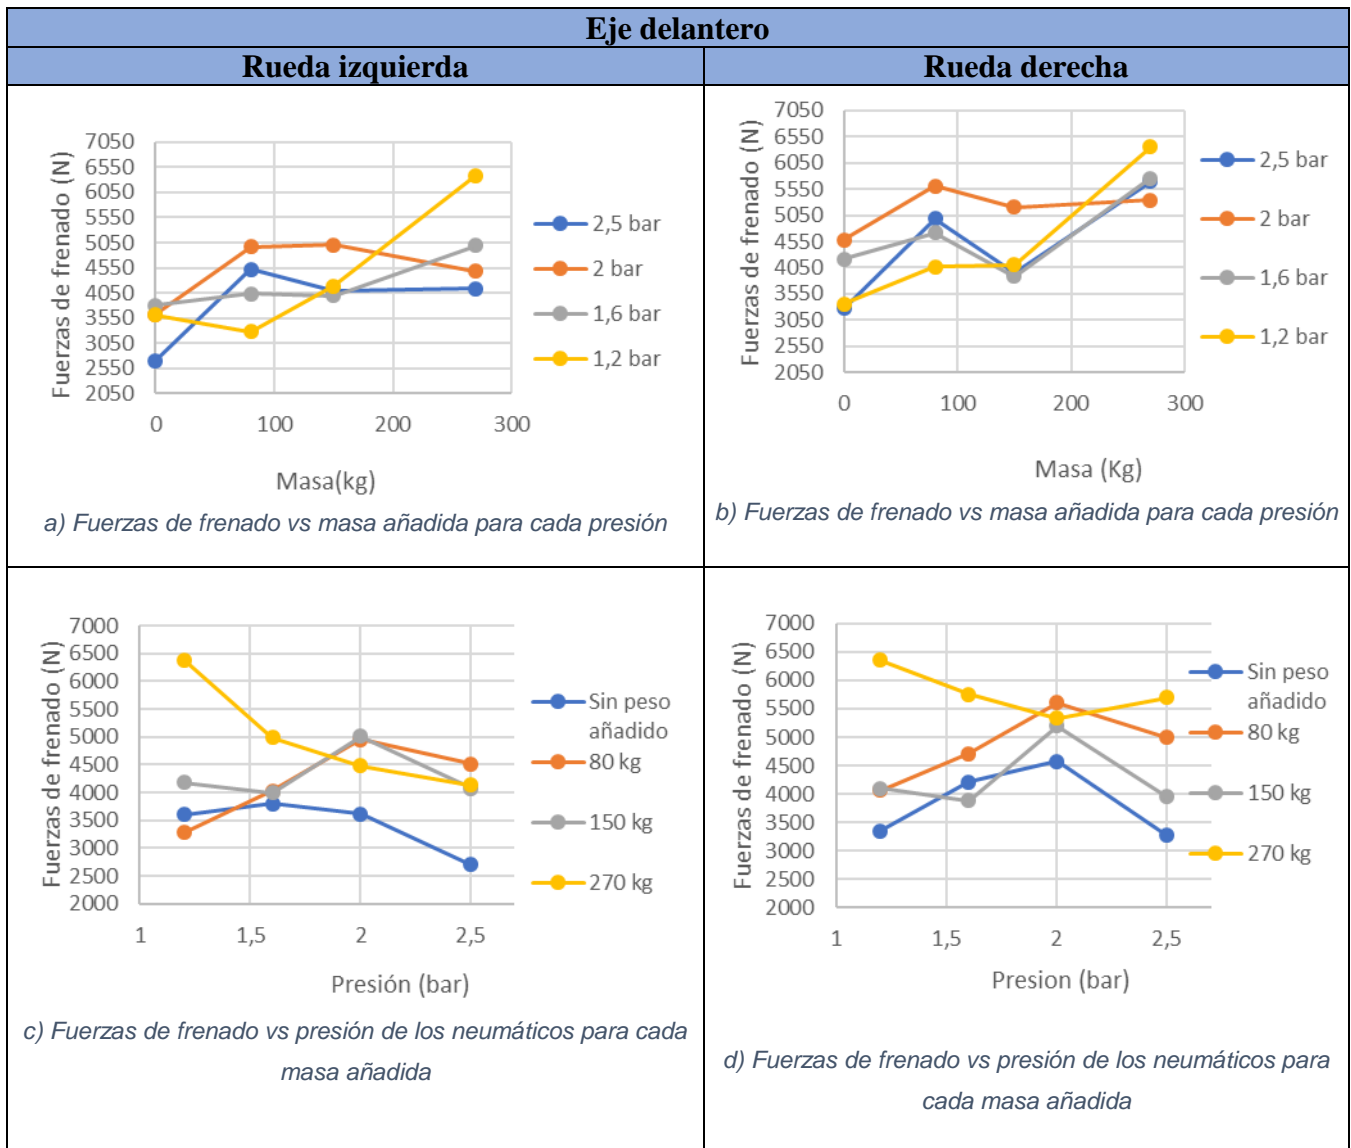 Eje delantero
Rueda izquierda
Rueda derecha
Fuerzas de frenado (N)
7050
6550
6050
5550
5050
4550
4050
3550
3050
2550
2050
0
100
200
300
Masa(kg)
2,5 bar
2 bar
1,6 bar
1,2 bar
a) Fuerzas de frenado vs masa añadida para cada presión
Fuerzas de frenado (N)
7050
6550
6050
5550
5050
4550
4050
3550
3050
2550
2050
0
100
200
300
Masa (Kg)
2,5 bar
2 bar
1,6 bar
1,2 bar
b) Fuerzas de frenado vs masa añadida para cada presión
Fuerzas de frenado (N)
7000
6500
6000
5500
5000
4500
4000
3500
3000
2500
2000
1
1,5
2
2,5
Presión (bar)
Sin peso
añadido
80 kg
150 kg
270 kg
c) Fuerzas de frenado vs presión de los neumáticos para cada
masa añadida
Fuerzas de frenado (N)
7000
6500
6000
5500
5000
4500
4000
3500
3000
2500
2000
1
1,5
2
2,5
Presion (bar)
Sin peso
añadido
80 kg
150 kg
270 kg
d) Fuerzas de frenado vs presión de los neumáticos para
cada masa añadida